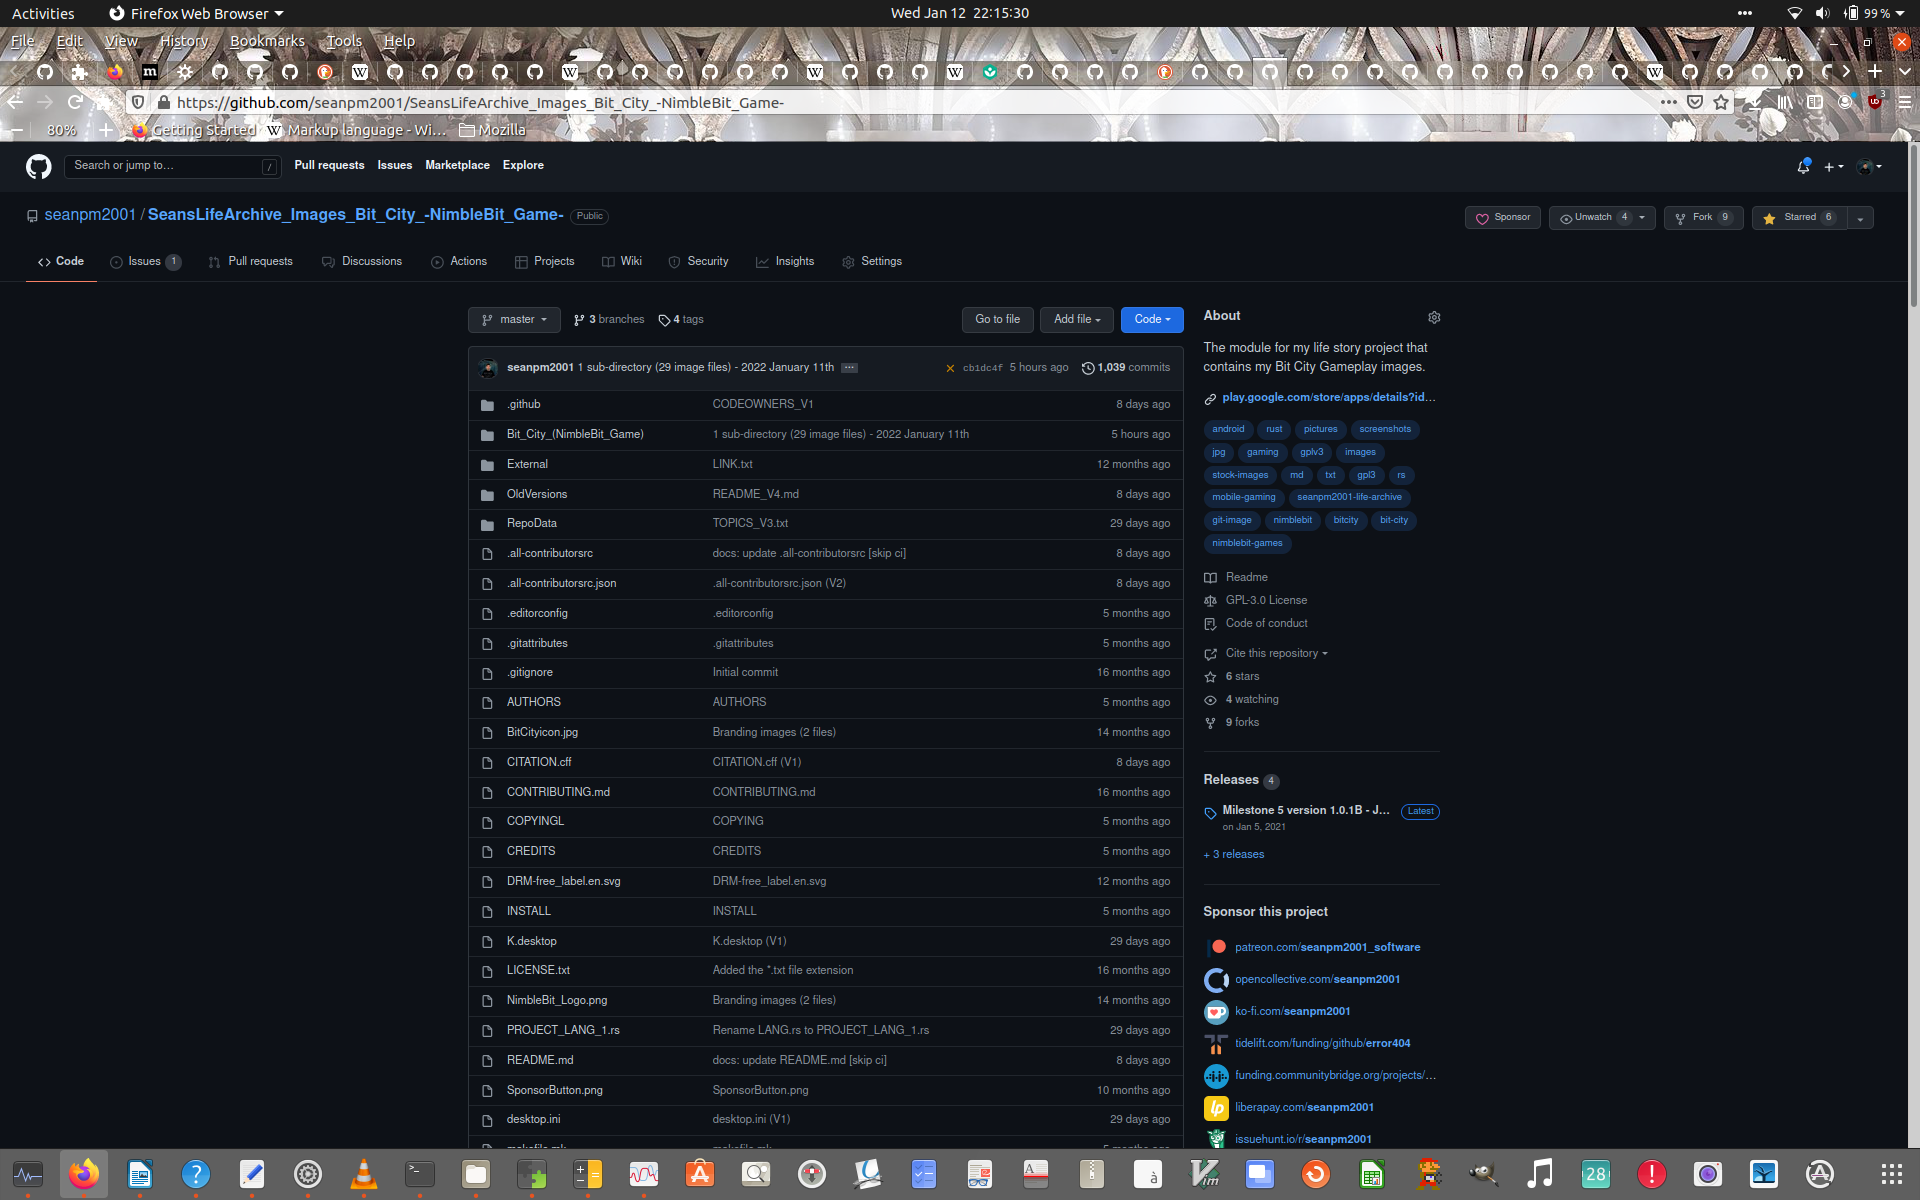 Activities Firefox Web Browser Wed Jan 12 22:15:30 99 %
File Edit View History Bookmarks Tools Help
https://github.com/seanpm2001/SeansLifeArchive_Images_Bit_City_-NimbleBit_Game- 3
80% Getting Started Markup language - Wi… Mozilla
Search or jump to… / Pull requests Issues Marketplace Explore
seanpm2001 / SeansLifeArchive_Images_Bit_City_-NimbleBit_Game- Public Sponsor Unwatch 4 Fork 9 Starred 6
Code Issues 1 Pull requests Discussions Actions Projects Wiki Security Insights Settings
master 3 branches 4 tags Go to file Add file Code
seanpm2001 1 sub-directory (29 image files) - 2022 January 11th ... cb1dc4f 5 hours ago 1,039 commits
.github CODEOWNERS_V1 8 days ago
Bit_City_(NimbleBit_Game) 1 sub-directory (29 image files) - 2022 January 11th 5 hours ago
External LINK.txt 12 months ago
OldVersions README_V4.md 8 days ago
RepoData TOPICS_V3.txt 29 days ago
.all-contributorsrc docs: update .all-contributorsrc [skip ci] 8 days ago
.all-contributorsrc.json .all-contributorsrc.json (V2) 8 days ago
.editorconfig .editorconfig 5 months ago
.gitattributes .gitattributes 5 months ago
.gitignore Initial commit 16 months ago
AUTHORS AUTHORS 5 months ago
BitCityicon.jpg Branding images (2 files) 14 months ago
CITATION.cff CITATION.cff (V1) 8 days ago
CONTRIBUTING.md CONTRIBUTING.md 16 months ago
COPYINGL COPYING 5 months ago
CREDITS CREDITS 5 months ago
DRM-free_label.en.svg DRM-free_label.en.svg 12 months ago
INSTALL INSTALL 5 months ago
K.desktop K.desktop (V1) 29 days ago
LICENSE.txt Added the *.txt file extension 16 months ago
NimbleBit_Logo.png Branding images (2 files) 14 months ago
PROJECT_LANG_1.rs Rename LANG.rs to PROJECT_LANG_1.rs 29 days ago
README.md docs: update README.md [skip ci] 8 days ago
SponsorButton.png SponsorButton.png 10 months ago
desktop.ini desktop.ini (V1) 29 days ago
About
The module for my life story project that
contains my Bit City Gameplay images.
play.google.com/store/apps/details?id…
android rust pictures screenshots
jpg gaming gplv3 images
stock-images md txt gpl3 rs
mobile-gaming seanpm2001-life-archive
git-image nimblebit bitcity bit-city
nimblebit-games
Readme
GPL-3.0 License
Code of conduct
Cite this repository
6 stars
4 watching
9 forks
Releases 4
Milestone 5 version 1.0.1B - J… Latest
on Jan 5, 2021
+ 3 releases
Sponsor this project
patreon.com/seanpm2001_software
opencollective.com/seanpm2001
ko-fi.com/seanpm2001
tidelift.com/funding/github/error404
funding.communitybridge.org/projects/…
liberapay.com/seanpm2001
issuehunt.io/r/seanpm2001
28